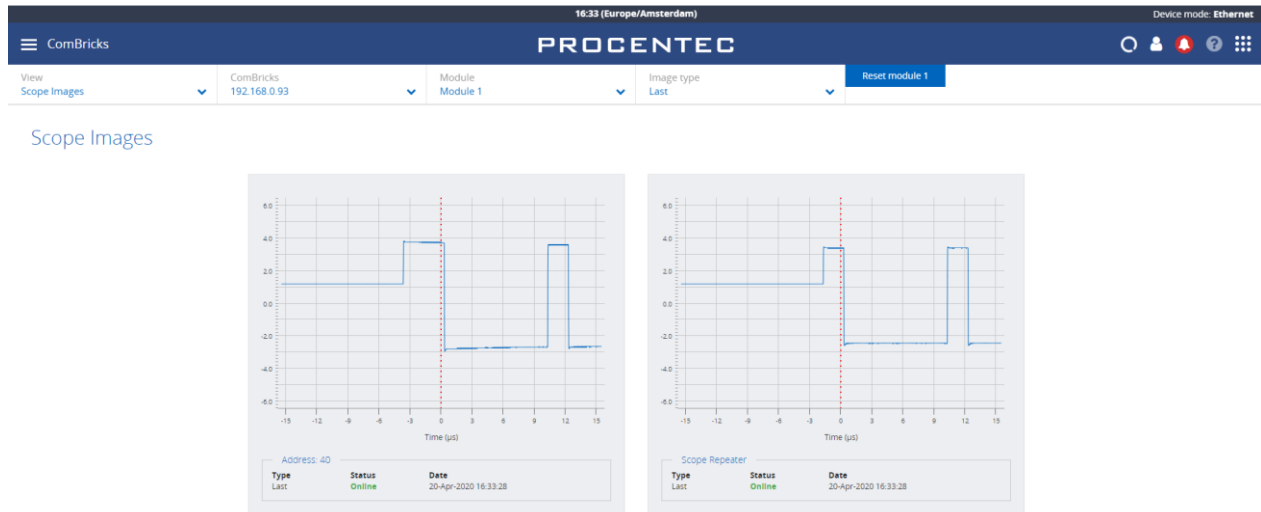 16:33 (Europe/Amsterdam) Device mode: Ethernet
ComBricks PROCENTEC
View ComBricks Module Image type Reset module 1
Scope Images 192.168.0.93 Module 1 Last
Scope Images
6.0
4.0
2.0
0.0
-2.0
-4.0
-6.0
-15 -12 -9 -6 -3 0 3 6 9 12 15
Time (µs)
Address: 40
Type Status Date
Last Online 20-Apr-2020 16:33:28
6.0
4.0
2.0
0.0
-2.0
-4.0
-6.0
-15 -12 -9 -6 -3 0 3 6 9 12 15
Time (µs)
Scope Repeater
Type Status Date
Last Online 20-Apr-2020 16:33:28